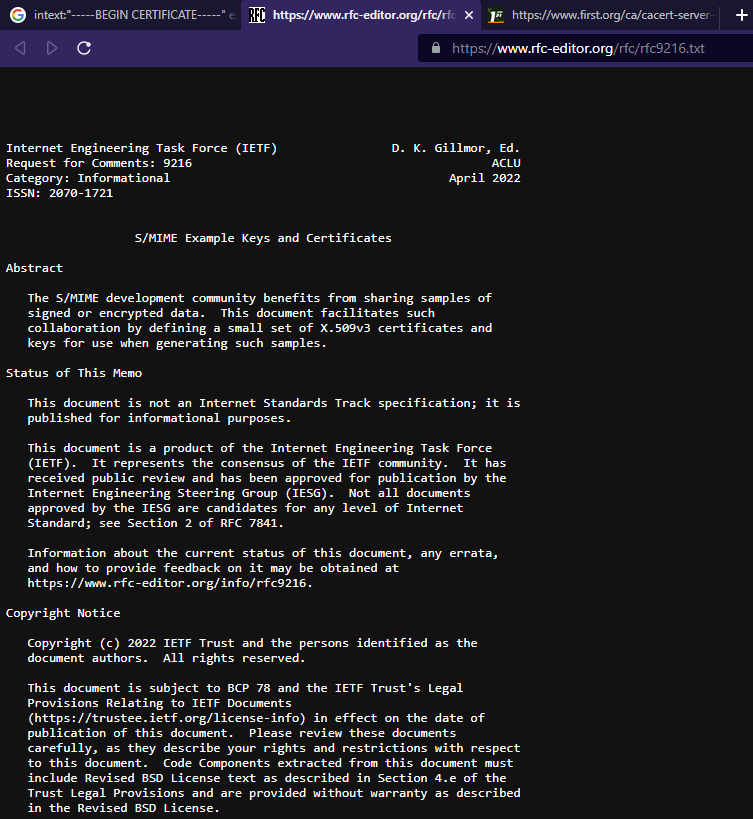 intext:"-----BEGIN CERTIFICATE-----" e
RFC https://www.rfc-editor.org/rfc/rfc
https://www.first.org/ca/cacert-server-
https://www.rfc-editor.org/rfc/rfc9216.txt
Internet Engineering Task Force (IETF) D. K. Gillmor, Ed.
Request for Comments: 9216 ACLU
Category: Informational April 2022
ISSN: 2070-1721
S/MIME Example Keys and Certificates
Abstract
The S/MIME development community benefits from sharing samples of
signed or encrypted data. This document facilitates such
collaboration by defining a small set of X.509v3 certificates and
keys for use when generating such samples.
Status of This Memo
This document is not an Internet Standards Track specification; it is
published for informational purposes.
This document is a product of the Internet Engineering Task Force
(IETF). It represents the consensus of the IETF community. It has
received public review and has been approved for publication by the
Internet Engineering Steering Group (IESG). Not all documents
approved by the IESG are candidates for any level of Internet
Standard; see Section 2 of RFC 7841.
Information about the current status of this document, any errata,
and how to provide feedback on it may be obtained at
https://www.rfc-editor.org/info/rfc9216.
Copyright Notice
Copyright (c) 2022 IETF Trust and the persons identified as the
document authors. All rights reserved.
This document is subject to BCP 78 and the IETF Trust's Legal
Provisions Relating to IETF Documents
(https://trustee.ietf.org/license-info) in effect on the date of
publication of this document. Please review these documents
carefully, as they describe your rights and restrictions with respect
to this document. Code Components extracted from this document must
include Revised BSD License text as described in Section 4.e of the
Trust Legal Provisions and are provided without warranty as described
in the Revised BSD License.